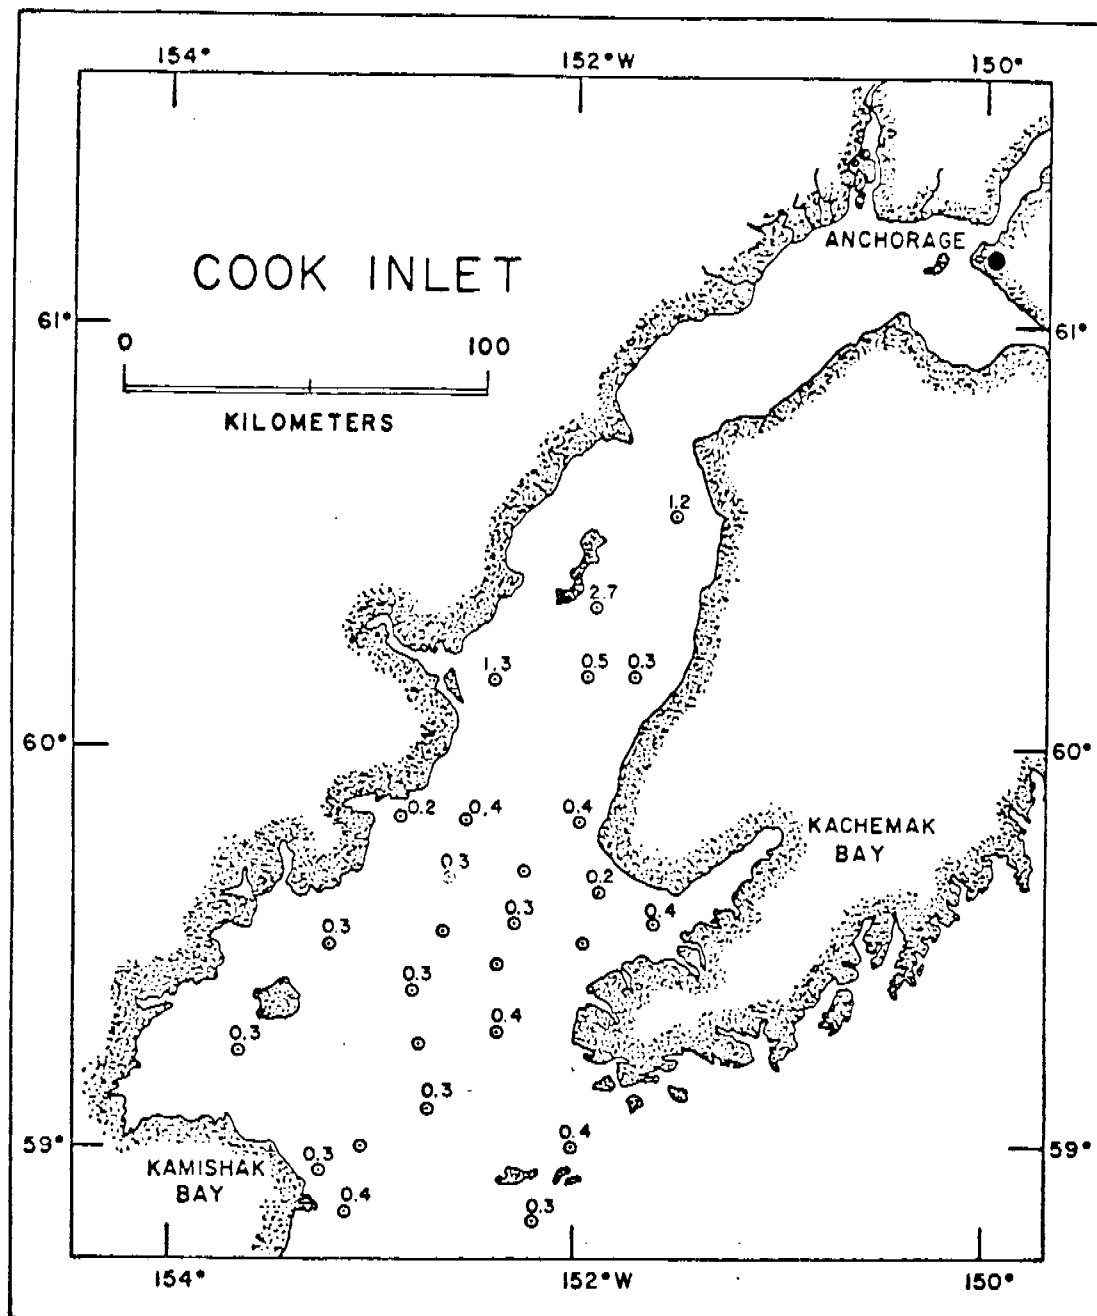 154° 152°W 150°
ANCHORAGE
COOK INLET
61° 61°
0 100
KILOMETERS
1.2
2.7
1.3 0.5 0.3
60° 60°
0.2 0.4 0.4
KACHEMAK
BAY
0.3
0.2
0.3 0.4
0.3
0.3
0.4
0.3
0.3
0.4
59° 59°
0.3
KAMISHAK
BAY
0.4
0.3
154° 152°W 150°